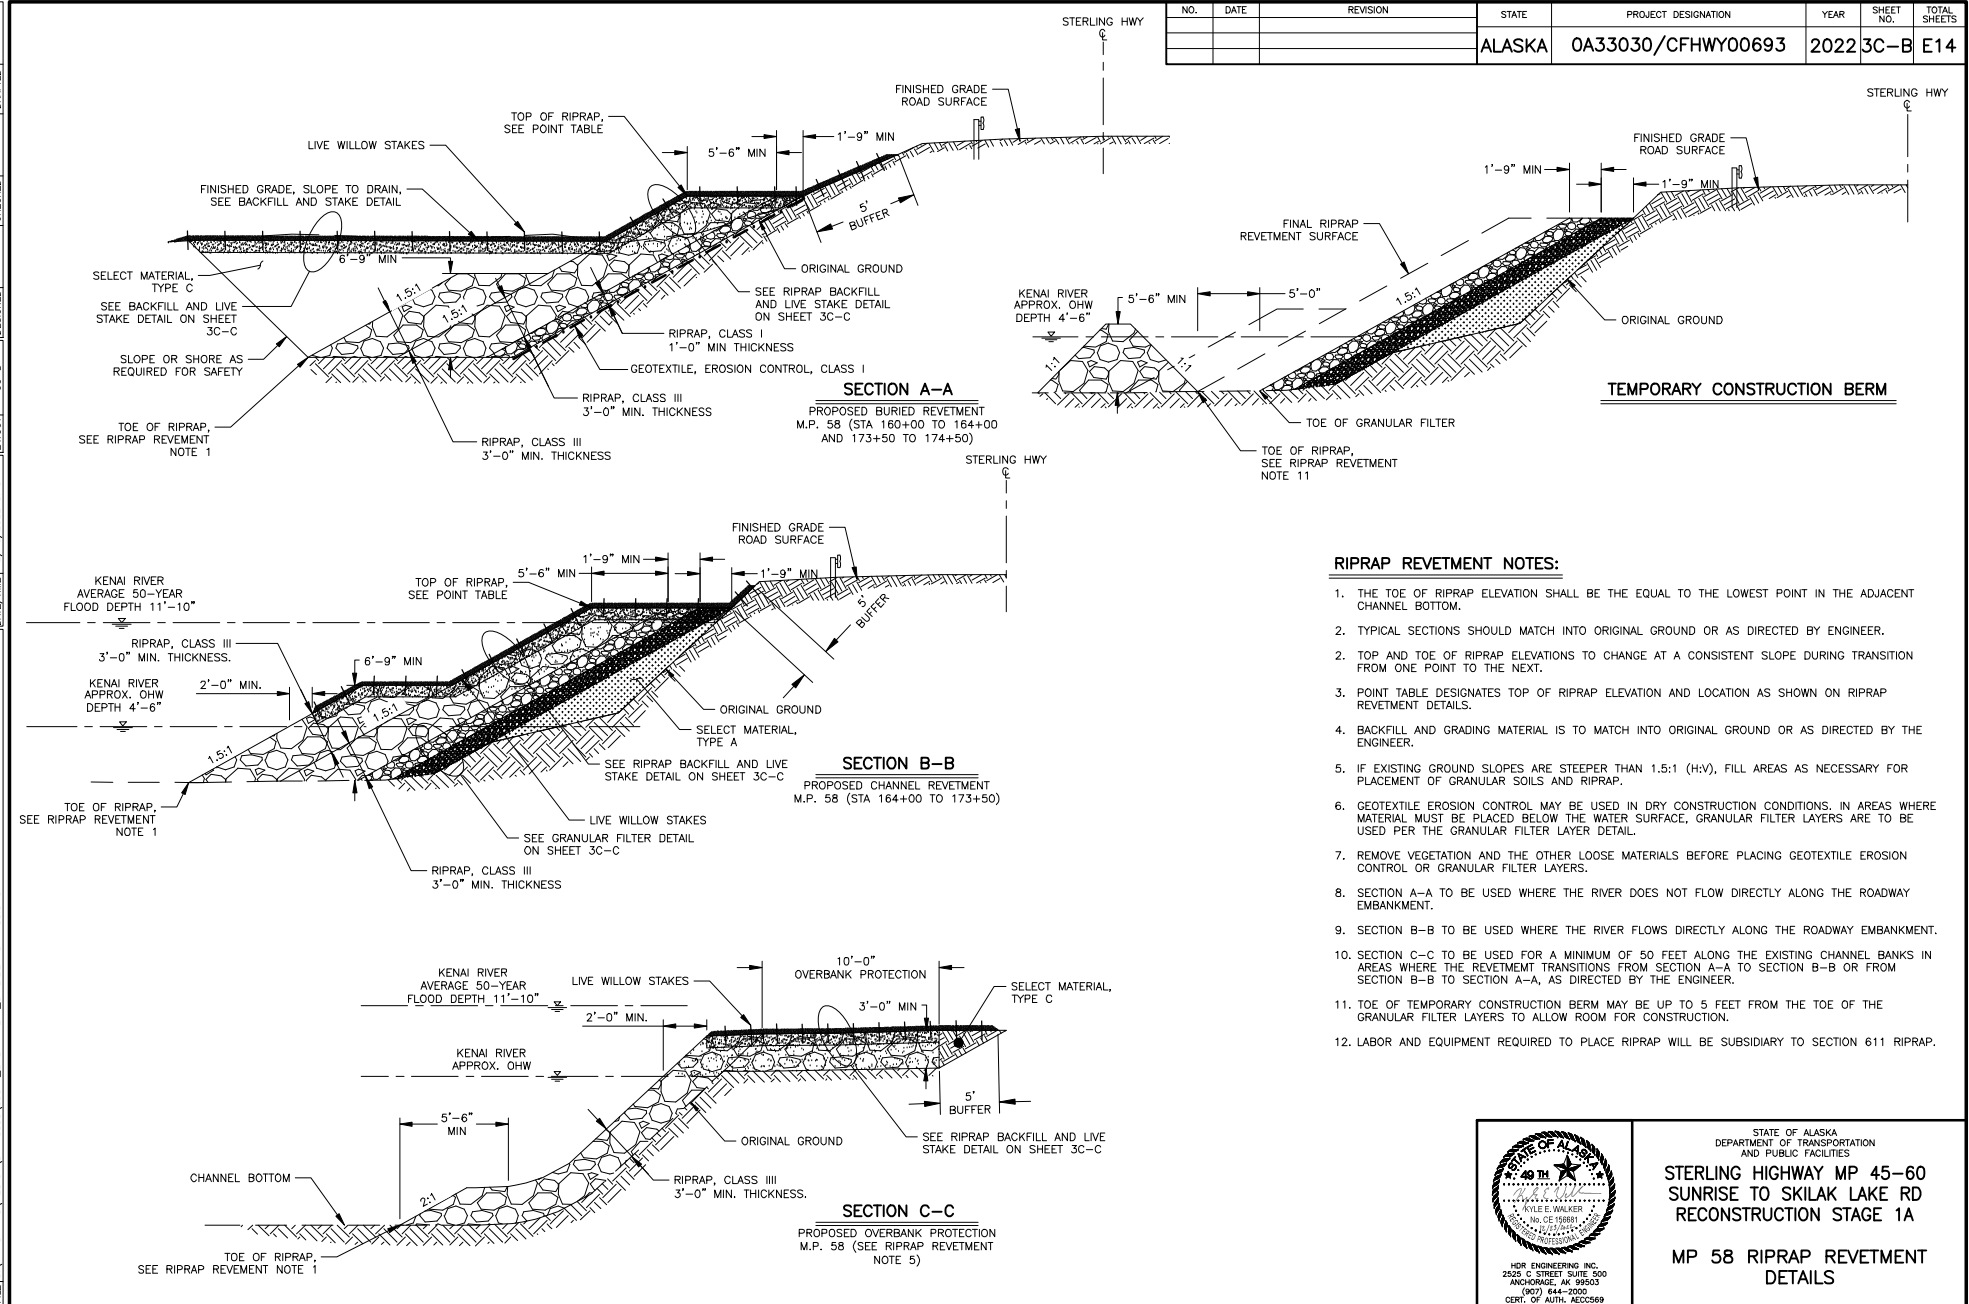 NO.
DATE
REVISION
STATE
PROJECT DESIGNATION
YEAR
SHEET NO.
TOTAL SHEETS
ALASKA
0A33030/CFHWY00693
2022
3C-B
E14
STERLING HWY
℄
FINISHED GRADE
ROAD SURFACE
TOP OF RIPRAP,
SEE POINT TABLE
1'-9" MIN
5'-6" MIN
LIVE WILLOW STAKES
FINISHED GRADE, SLOPE TO DRAIN,
SEE BACKFILL AND STAKE DETAIL
5'
BUFFER
6'-9" MIN
SELECT MATERIAL,
TYPE C
ORIGINAL GROUND
1.5:1
1.5:1
SEE BACKFILL AND LIVE
STAKE DETAIL ON SHEET
3C-C
SEE RIPRAP BACKFILL
AND LIVE STAKE DETAIL
ON SHEET 3C-C
RIPRAP, CLASS I
1'-0" MIN THICKNESS
SLOPE OR SHORE AS
REQUIRED FOR SAFETY
GEOTEXTILE, EROSION CONTROL, CLASS I
RIPRAP, CLASS III
3'-0" MIN. THICKNESS
TOE OF RIPRAP,
SEE RIPRAP REVEMENT
NOTE 1
RIPRAP, CLASS III
3'-0" MIN. THICKNESS
SECTION A-A
PROPOSED BURIED REVETMENT
M.P. 58 (STA 160+00 TO 164+00
AND 173+50 TO 174+50)
STERLING HWY
℄
FINISHED GRADE
ROAD SURFACE
1'-9" MIN
1'-9" MIN
FINAL RIPRAP
REVETMENT SURFACE
KENAI RIVER
APPROX. OHW
DEPTH 4'-6"
5'-6" MIN
5'-0"
1.5:1
ORIGINAL GROUND
1:1
1:1
TEMPORARY CONSTRUCTION BERM
TOE OF GRANULAR FILTER
TOE OF RIPRAP,
SEE RIPRAP REVETMENT
NOTE 11
STERLING HWY
℄
FINISHED GRADE
ROAD SURFACE
1'-9" MIN
5'-6" MIN
1'-9" MIN
KENAI RIVER
AVERAGE 50-YEAR
FLOOD DEPTH 11'-10"
TOP OF RIPRAP,
SEE POINT TABLE
5'
BUFFER
RIPRAP, CLASS III
3'-0" MIN. THICKNESS.
6'-9" MIN
KENAI RIVER
APPROX. OHW
DEPTH 4'-6"
2'-0" MIN.
1.5:1
1.5:1
ORIGINAL GROUND
SELECT MATERIAL,
TYPE A
SEE RIPRAP BACKFILL AND LIVE
STAKE DETAIL ON SHEET 3C-C
TOE OF RIPRAP,
SEE RIPRAP REVETMENT
NOTE 1
LIVE WILLOW STAKES
SEE GRANULAR FILTER DETAIL
ON SHEET 3C-C
RIPRAP, CLASS III
3'-0" MIN. THICKNESS
SECTION B-B
PROPOSED CHANNEL REVETMENT
M.P. 58 (STA 164+00 TO 173+50)
KENAI RIVER
AVERAGE 50-YEAR
FLOOD DEPTH 11'-10"
LIVE WILLOW STAKES
10'-0"
OVERBANK PROTECTION
SELECT MATERIAL,
TYPE C
3'-0" MIN
2'-0" MIN.
KENAI RIVER
APPROX. OHW
5'
BUFFER
5'-6"
MIN
ORIGINAL GROUND
SEE RIPRAP BACKFILL AND LIVE
STAKE DETAIL ON SHEET 3C-C
CHANNEL BOTTOM
2:1
RIPRAP, CLASS IIII
3'-0" MIN. THICKNESS.
TOE OF RIPRAP,
SEE RIPRAP REVEMENT NOTE 1
SECTION C-C
PROPOSED OVERBANK PROTECTION
M.P. 58 (SEE RIPRAP REVETMENT
NOTE 5)
RIPRAP REVETMENT NOTES:
1. THE TOE OF RIPRAP ELEVATION SHALL BE THE EQUAL TO THE LOWEST POINT IN THE ADJACENT
CHANNEL BOTTOM.
2. TYPICAL SECTIONS SHOULD MATCH INTO ORIGINAL GROUND OR AS DIRECTED BY ENGINEER.
2. TOP AND TOE OF RIPRAP ELEVATIONS TO CHANGE AT A CONSISTENT SLOPE DURING TRANSITION
FROM ONE POINT TO THE NEXT.
3. POINT TABLE DESIGNATES TOP OF RIPRAP ELEVATION AND LOCATION AS SHOWN ON RIPRAP
REVETMENT DETAILS.
4. BACKFILL AND GRADING MATERIAL IS TO MATCH INTO ORIGINAL GROUND OR AS DIRECTED BY THE
ENGINEER.
5. IF EXISTING GROUND SLOPES ARE STEEPER THAN 1.5:1 (H:V), FILL AREAS AS NECESSARY FOR
PLACEMENT OF GRANULAR SOILS AND RIPRAP.
6. GEOTEXTILE EROSION CONTROL MAY BE USED IN DRY CONSTRUCTION CONDITIONS. IN AREAS WHERE
MATERIAL MUST BE PLACED BELOW THE WATER SURFACE, GRANULAR FILTER LAYERS ARE TO BE
USED PER THE GRANULAR FILTER LAYER DETAIL.
7. REMOVE VEGETATION AND THE OTHER LOOSE MATERIALS BEFORE PLACING GEOTEXTILE EROSION
CONTROL OR GRANULAR FILTER LAYERS.
8. SECTION A-A TO BE USED WHERE THE RIVER DOES NOT FLOW DIRECTLY ALONG THE ROADWAY
EMBANKMENT.
9. SECTION B-B TO BE USED WHERE THE RIVER FLOWS DIRECTLY ALONG THE ROADWAY EMBANKMENT.
10. SECTION C-C TO BE USED FOR A MINIMUM OF 50 FEET ALONG THE EXISTING CHANNEL BANKS IN
AREAS WHERE THE REVETMEMT TRANSITIONS FROM SECTION A-A TO SECTION B-B OR FROM
SECTION B-B TO SECTION A-A, AS DIRECTED BY THE ENGINEER.
11. TOE OF TEMPORARY CONSTRUCTION BERM MAY BE UP TO 5 FEET FROM THE TOE OF THE
GRANULAR FILTER LAYERS TO ALLOW ROOM FOR CONSTRUCTION.
12. LABOR AND EQUIPMENT REQUIRED TO PLACE RIPRAP WILL BE SUBSIDIARY TO SECTION 611 RIPRAP.
STATE OF ALASKA
49 TH
KYLE E. WALKER
No. CE 156681
REGISTERED PROFESSIONAL ENGINEER
HDR ENGINEERING INC.
2525 C STREET SUITE 500
ANCHORAGE, AK 99503
(907) 644-2000
CERT. OF AUTH. AECC569
STATE OF ALASKA
DEPARTMENT OF TRANSPORTATION
AND PUBLIC FACILITIES
STERLING HIGHWAY MP 45-60
SUNRISE TO SKILAK LAKE RD
RECONSTRUCTION STAGE 1A
MP 58 RIPRAP REVETMENT
DETAILS